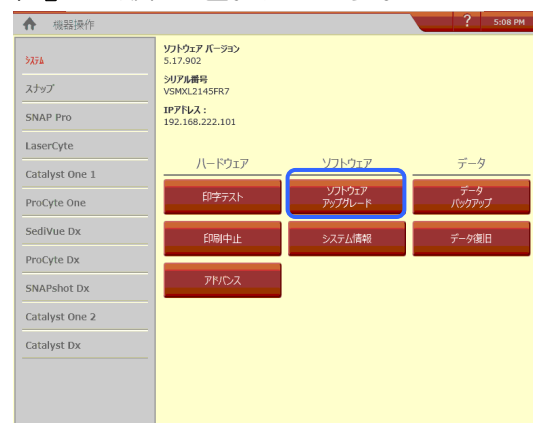 機器操作
? 5:08 PM
システム
スナップ
SNAP Pro
LaserCyte
Catalyst One 1
ProCyte One
SediVue Dx
ProCyte Dx
SNAPshot Dx
Catalyst One 2
Catalyst Dx
ソフトウェア バージョン
5.17.902
シリアル番号
VSMXL2145FR7
IPアドレス :
192.168.222.101
ハードウェア
印字テスト
印刷中止
アドバンス
ソフトウェア
ソフトウェア
アップグレード
システム情報
データ
データ
バックアップ
データ復旧